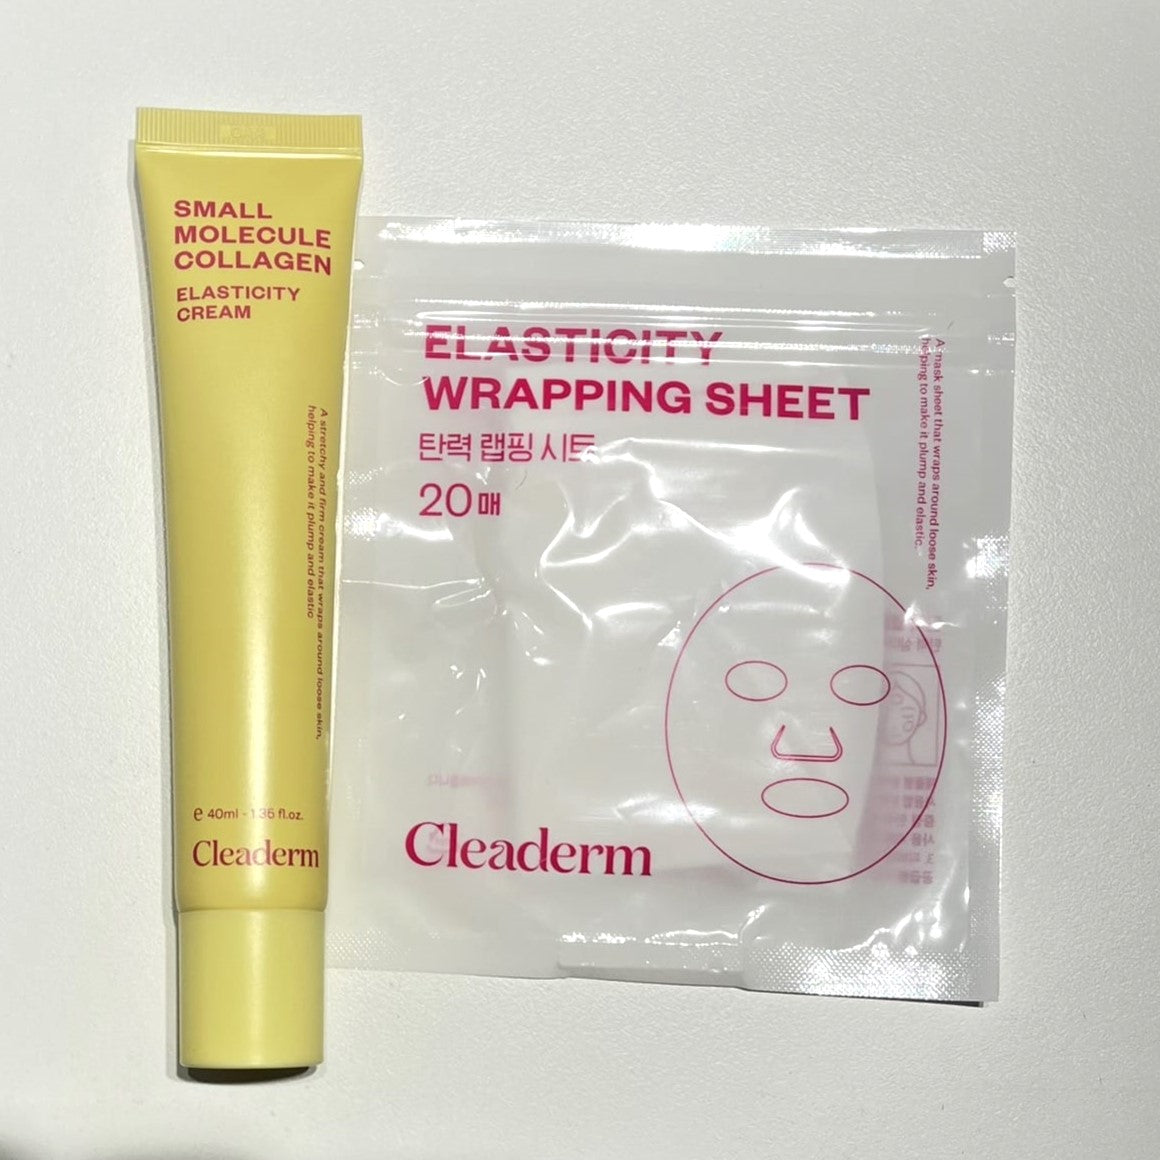 SMALL
MOLECULE
COLLAGEN
ELASTICITY
CREAM
A stretchy and firm cream that wraps around loose skin,
helping to make it plump and elastic
e 40ml - 1.35 fl.oz.
Cleaderm
ELASTICITY
WRAPPING SHEET
탄력 랩핑 시트
20매
A mask sheet that wraps around loose skin,
helping to make it plump and elastic.
Cleaderm